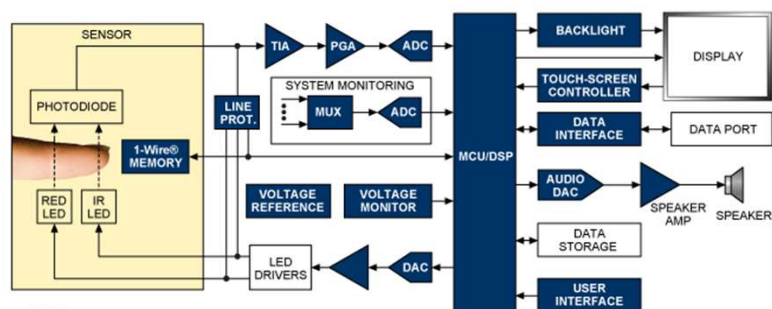 SENSOR
PHOTODIODE
1-Wire®
MEMORY
RED
LED
IR
LED
TIA
PGA
ADC
LINE
PROT.
SYSTEM MONITORING
MUX
ADC
VOLTAGE
REFERENCE
VOLTAGE
MONITOR
LED
DRIVERS
DAC
MCU/DSP
BACKLIGHT
DISPLAY
TOUCH-SCREEN
CONTROLLER
DATA
INTERFACE
DATA PORT
AUDIO
DAC
SPEAKER
AMP
SPEAKER
DATA
STORAGE
USER
INTERFACE